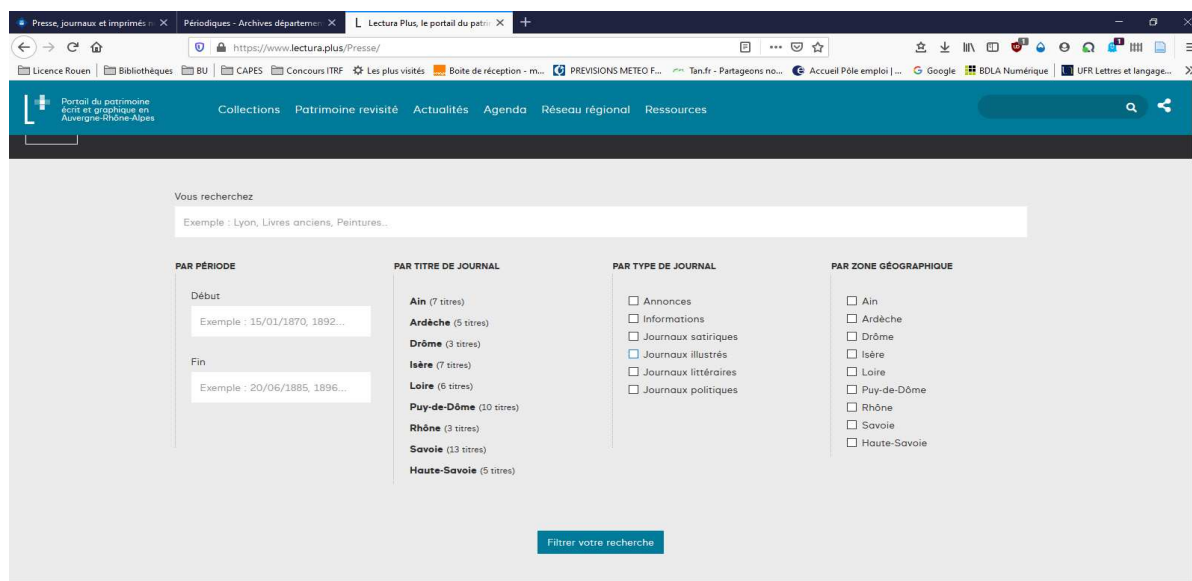 Presse, journaux et imprimés n
Périodiques - Archives départemen
Lectura Plus, le portail du patri
https://www.lectura.plus/Presse/
Licence Rouen
Bibliothèques
BU
CAPES
Concours ITRF
Les plus visités
Boite de réception - m...
PREVISIONS METEO F...
Tan.fr - Partageons no...
Accueil Pôle emploi | ...
Google
BDLA Numérique
UFR Lettres et langage...
L+
Portail du patrimoine
écrit et graphique en
Auvergne-Rhône-Alpes
Collections Patrimoine revisité Actualités Agenda Réseau régional Ressources
Vous recherchez
Exemple : Lyon, Livres anciens, Peintures..
PAR PÉRIODE
Début
Exemple : 15/01/1870, 1892...
Fin
Exemple : 20/06/1885, 1896...
PAR TITRE DE JOURNAL
Ain (7 titres)
Ardèche (5 titres)
Drôme (3 titres)
Isère (7 titres)
Loire (6 titres)
Puy-de-Dôme (10 titres)
Rhône (3 titres)
Savoie (13 titres)
Haute-Savoie (5 titres)
PAR TYPE DE JOURNAL
Annonces
Informations
Journaux satiriques
Journaux illustrés
Journaux littéraires
Journaux politiques
PAR ZONE GÉOGRAPHIQUE
Ain
Ardèche
Drôme
Isère
Loire
Puy-de-Dôme
Rhône
Savoie
Haute-Savoie
Filtrer votre recherche